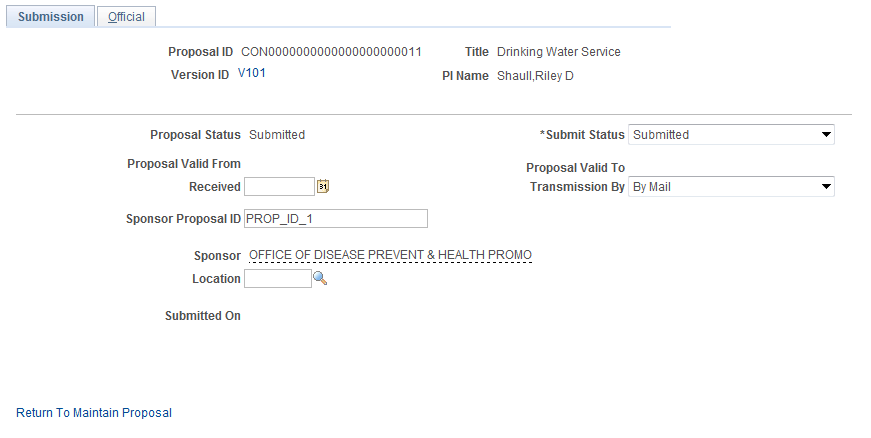 Submission Official
Proposal ID CON0000000000000000000011 Title Drinking Water Service
Version ID V101 PI Name Shaull,Riley D
Proposal Status Submitted *Submit Status Submitted
Proposal Valid From Proposal Valid To
Received 31 Transmission By By Mail
Sponsor Proposal ID PROP_ID_1
Sponsor OFFICE OF DISEASE PREVENT & HEALTH PROMO
Location
Submitted On
Return To Maintain Proposal